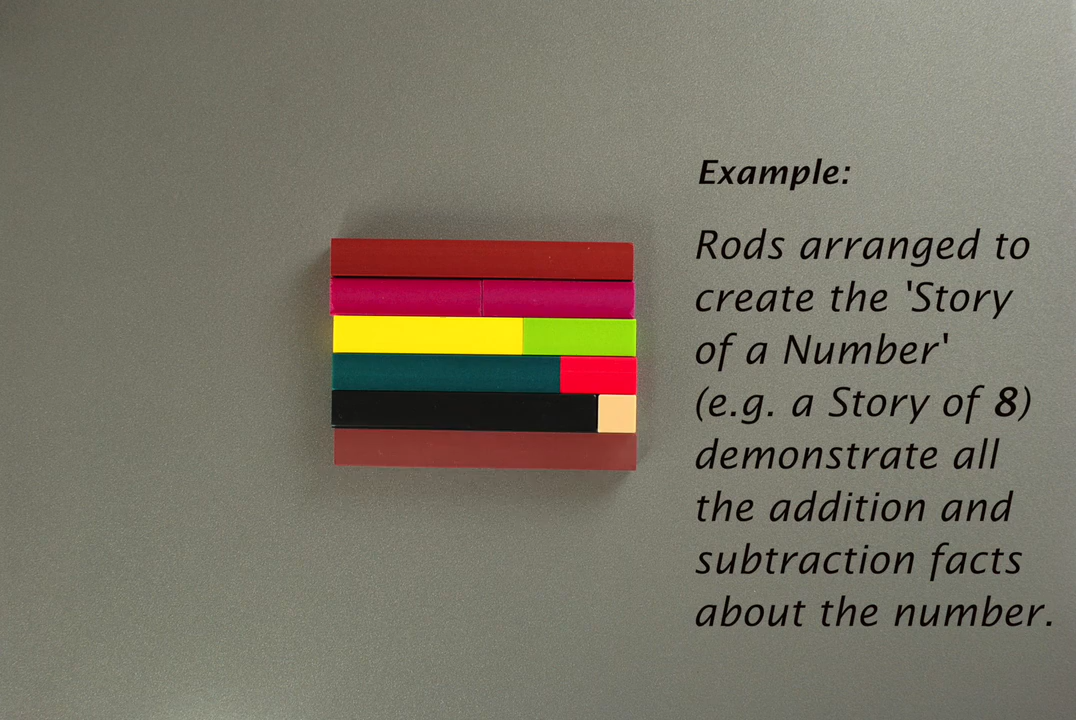 Example:
Rods arranged to
create the 'Story
of a Number'
(e.g. a Story of 8)
demonstrate all
the addition and
subtraction facts
about the number.